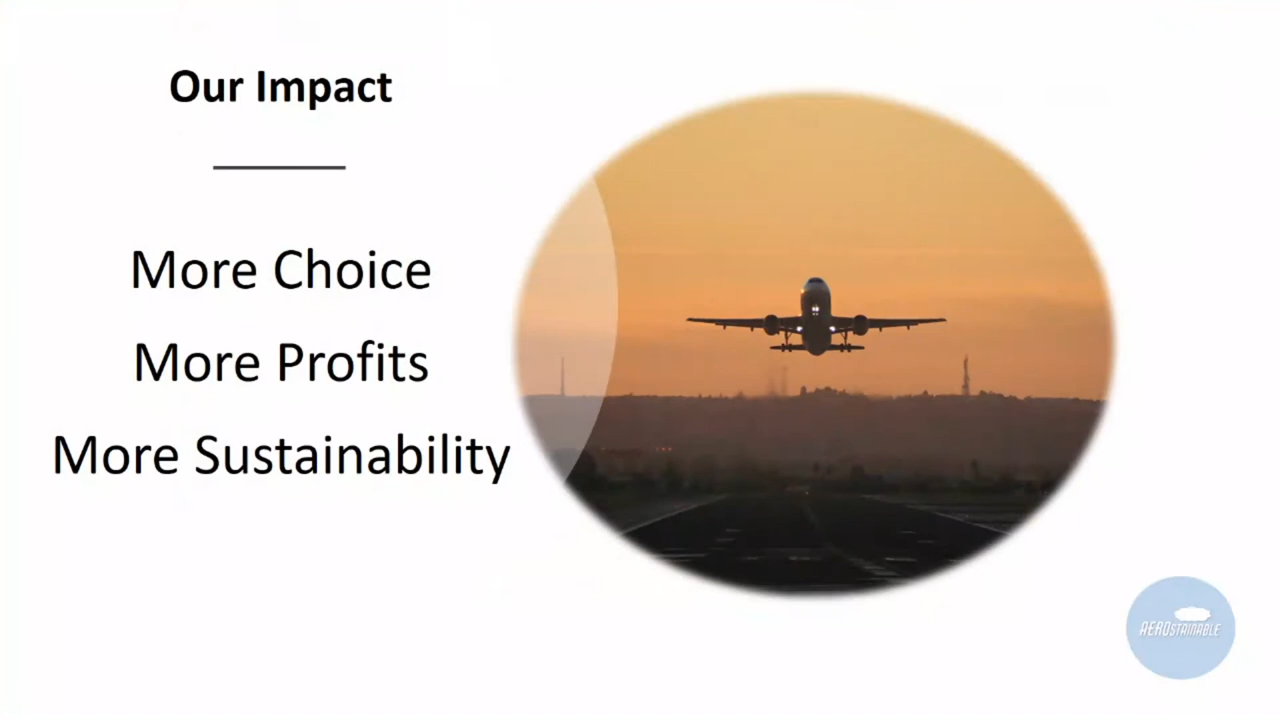 Our Impact
More Choice
More Profits
More Sustainability
AEROSTAINABLE